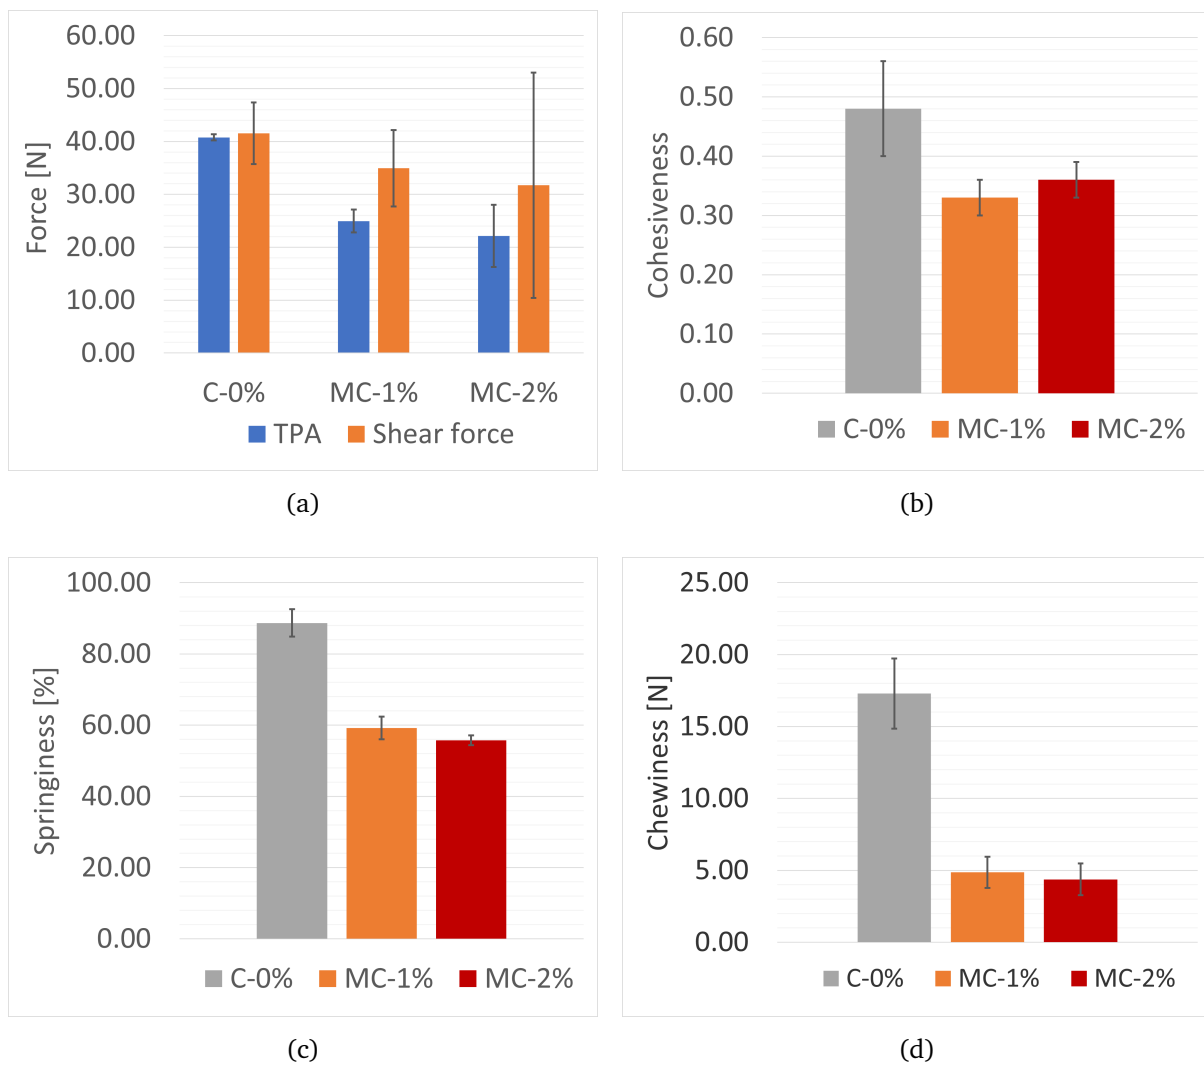 60.00
50.00
40.00
30.00
20.00
10.00
0.00
Force [N]
C-0% MC-1% MC-2%
TPA Shear force
(a)
0.60
0.50
0.40
0.30
0.20
0.10
0.00
Cohesiveness
C-0% MC-1% MC-2%
(b)
100.00
80.00
60.00
40.00
20.00
0.00
Springiness [%]
C-0% MC-1% MC-2%
(c)
25.00
20.00
15.00
10.00
5.00
0.00
Chewiness [N]
C-0% MC-1% MC-2%
(d)